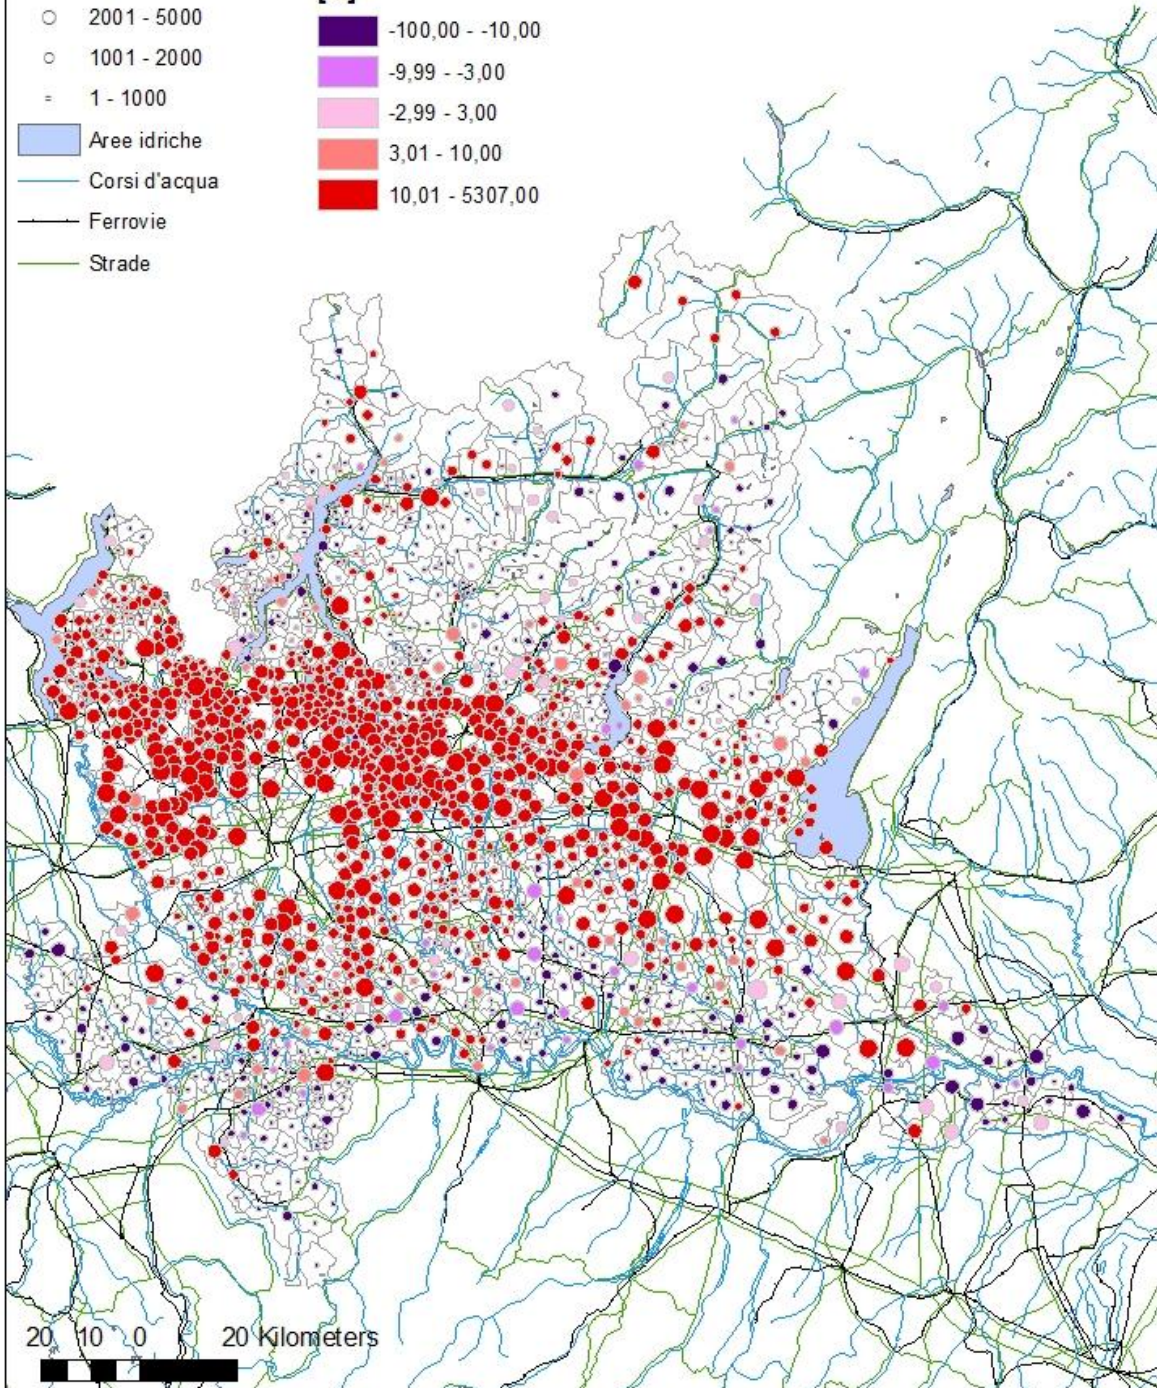 2001 - 5000
1001 - 2000
1 - 1000
Aree idriche
Corsi d'acqua
Ferrovie
Strade
-100,00 - -10,00
-9,99 - -3,00
-2,99 - 3,00
3,01 - 10,00
10,01 - 5307,00
20 10 0 20 Kilometers